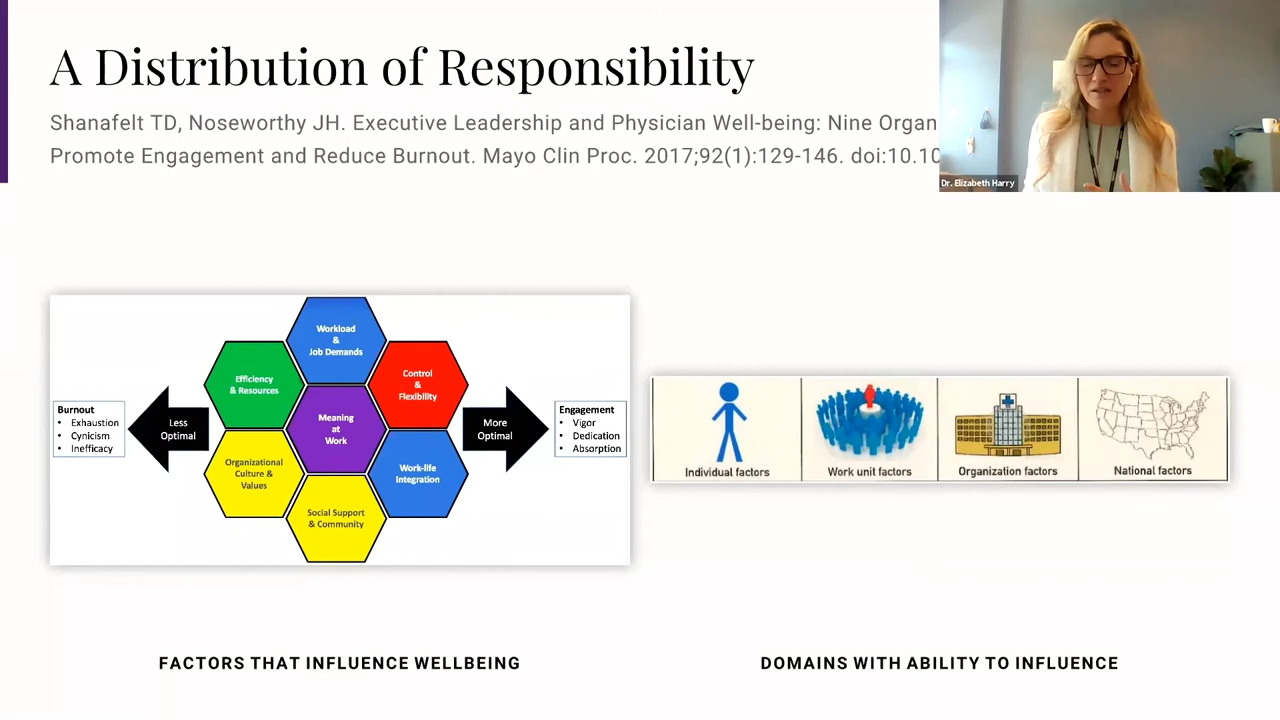 A Distribution of Responsibility
Shanafelt TD, Noseworthy JH. Executive Leadership and Physician Well-being: Nine Organ
Promote Engagement and Reduce Burnout. Mayo Clin Proc. 2017;92(1):129-146. doi:10.10
Dr. Elizabeth Harry
Workload
&
Job Demands
Efficiency
& Resources
Control
&
Flexibility
Meaning
at
Work
Burnout
• Exhaustion
• Cynicism
• Inefficacy
Less
Optimal
More
Optimal
Engagement
• Vigor
• Dedication
• Absorption
Organizational
Culture &
Values
Work-life
Integration
Social Support
& Community
Individual factors
Work unit factors
Organization factors
National factors
FACTORS THAT INFLUENCE WELLBEING
DOMAINS WITH ABILITY TO INFLUENCE